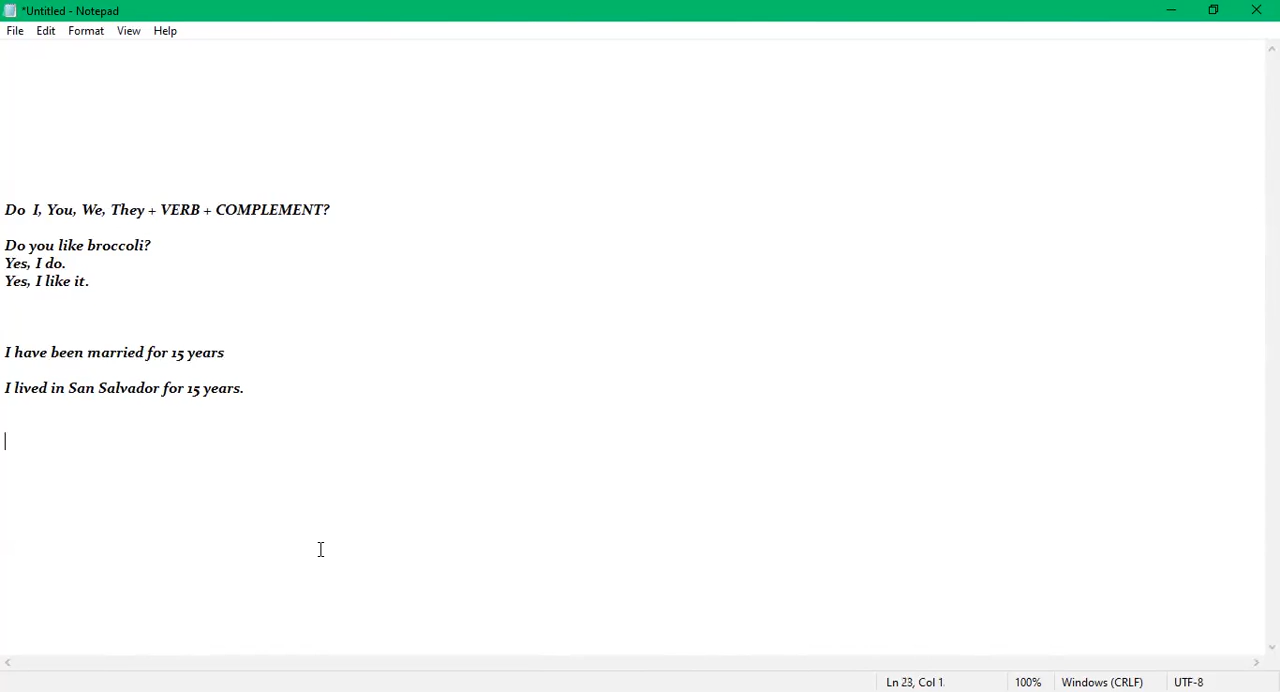 *Untitled - Notepad
File Edit Format View Help
Do  I, You, We, They + VERB + COMPLEMENT?
Do you like broccoli?
Yes, I do.
Yes, I like it.
I have been married for 15 years
I lived in San Salvador for 15 years.
Ln 23, Col 1 100% Windows (CRLF) UTF-8